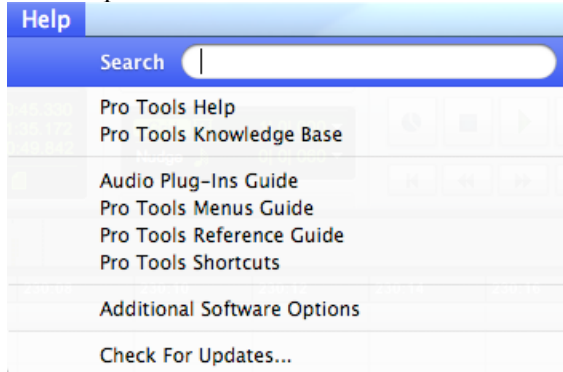 Help
Search
Pro Tools Help
Pro Tools Knowledge Base
Audio Plug-Ins Guide
Pro Tools Menus Guide
Pro Tools Reference Guide
Pro Tools Shortcuts
Additional Software Options
Check For Updates...